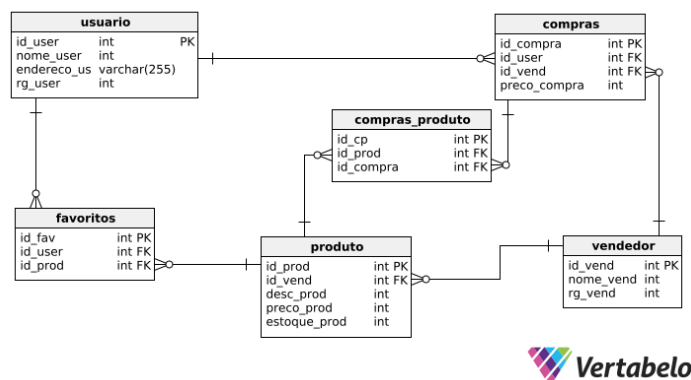 usuario
id_user int PK
nome_user int
endereco_us varchar(255)
rg_user int
compras
id_compra int PK
id_user int FK
id_vend int FK
preco_compra int
compras_produto
id_cp int PK
id_prod int FK
id_compra int FK
favoritos
id_fav int PK
id_user int FK
id_prod int FK
produto
id_prod int PK
id_vend int FK
desc_prod int
preco_prod int
estoque_prod int
vendedor
id_vend int PK
nome_vend int
rg_vend int
Vertabelo